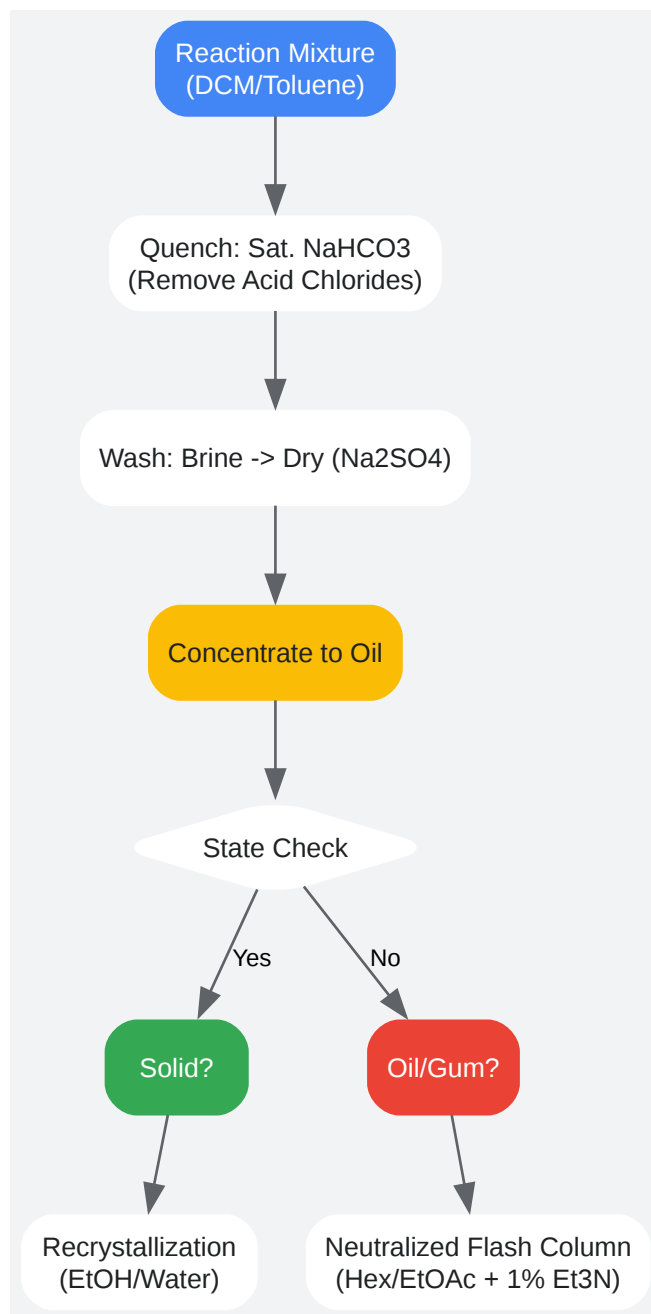 Reaction Mixture
(DCM/Toluene)
Quench: Sat. NaHCO3
(Remove Acid Chlorides)
Wash: Brine -> Dry (Na2SO4)
Concentrate to Oil
State Check
Yes
No
Solid?
Oil/Gum?
Recrystallization
(EtOH/Water)
Neutralized Flash Column
(Hex/EtOAc + 1% Et3N)